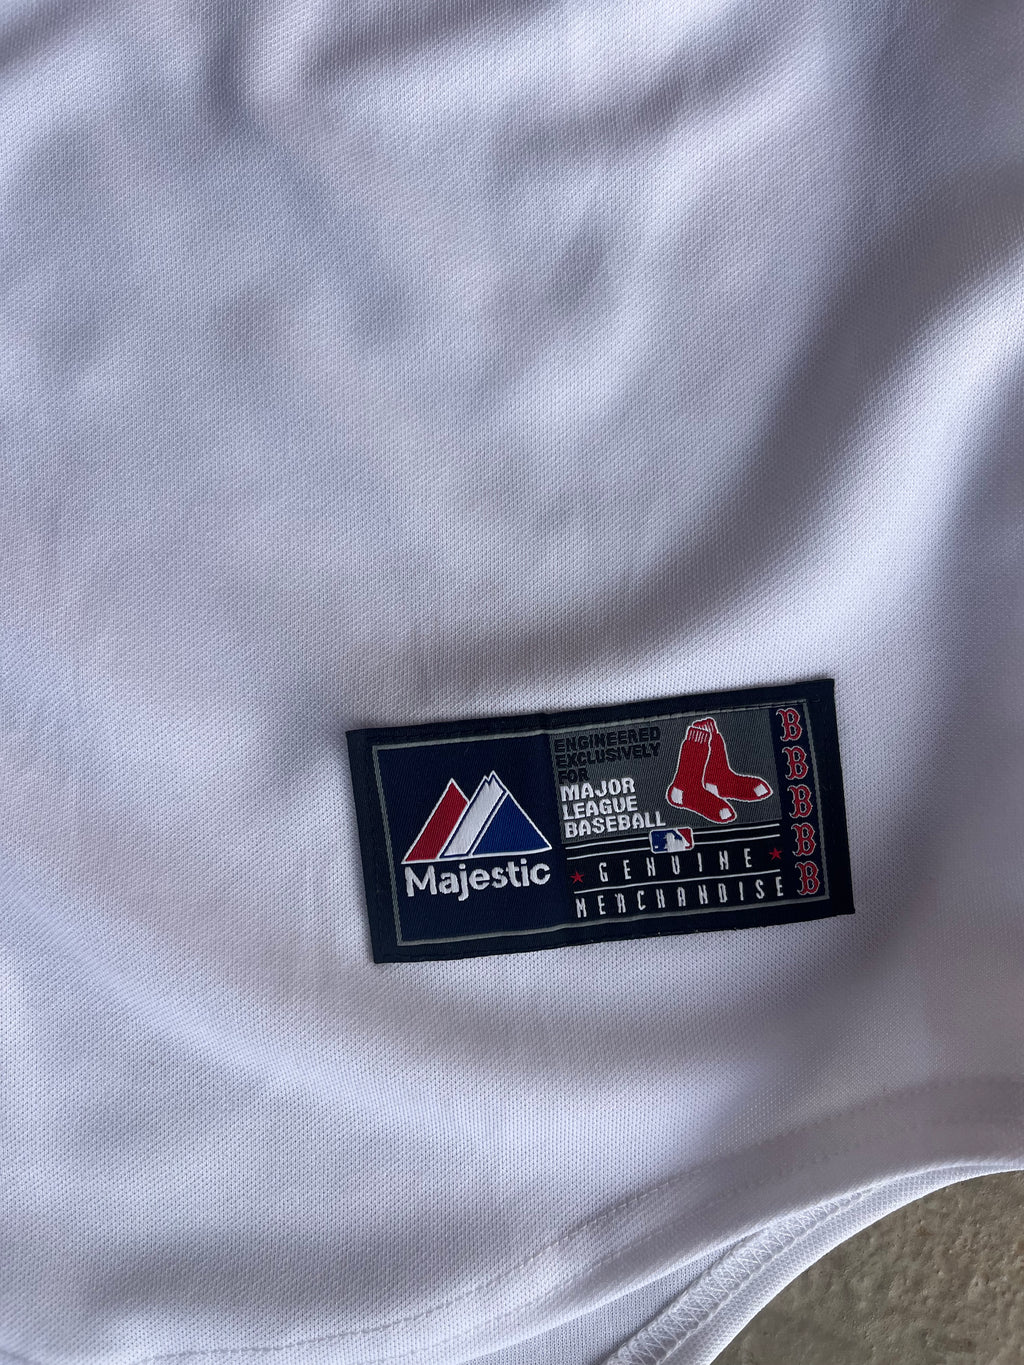 Majestic
ENGINEERED
EXCLUSIVELY
FOR
MAJOR
LEAGUE
BASEBALL
GENUINE
MERCHANDISE
B
B
B
B
B